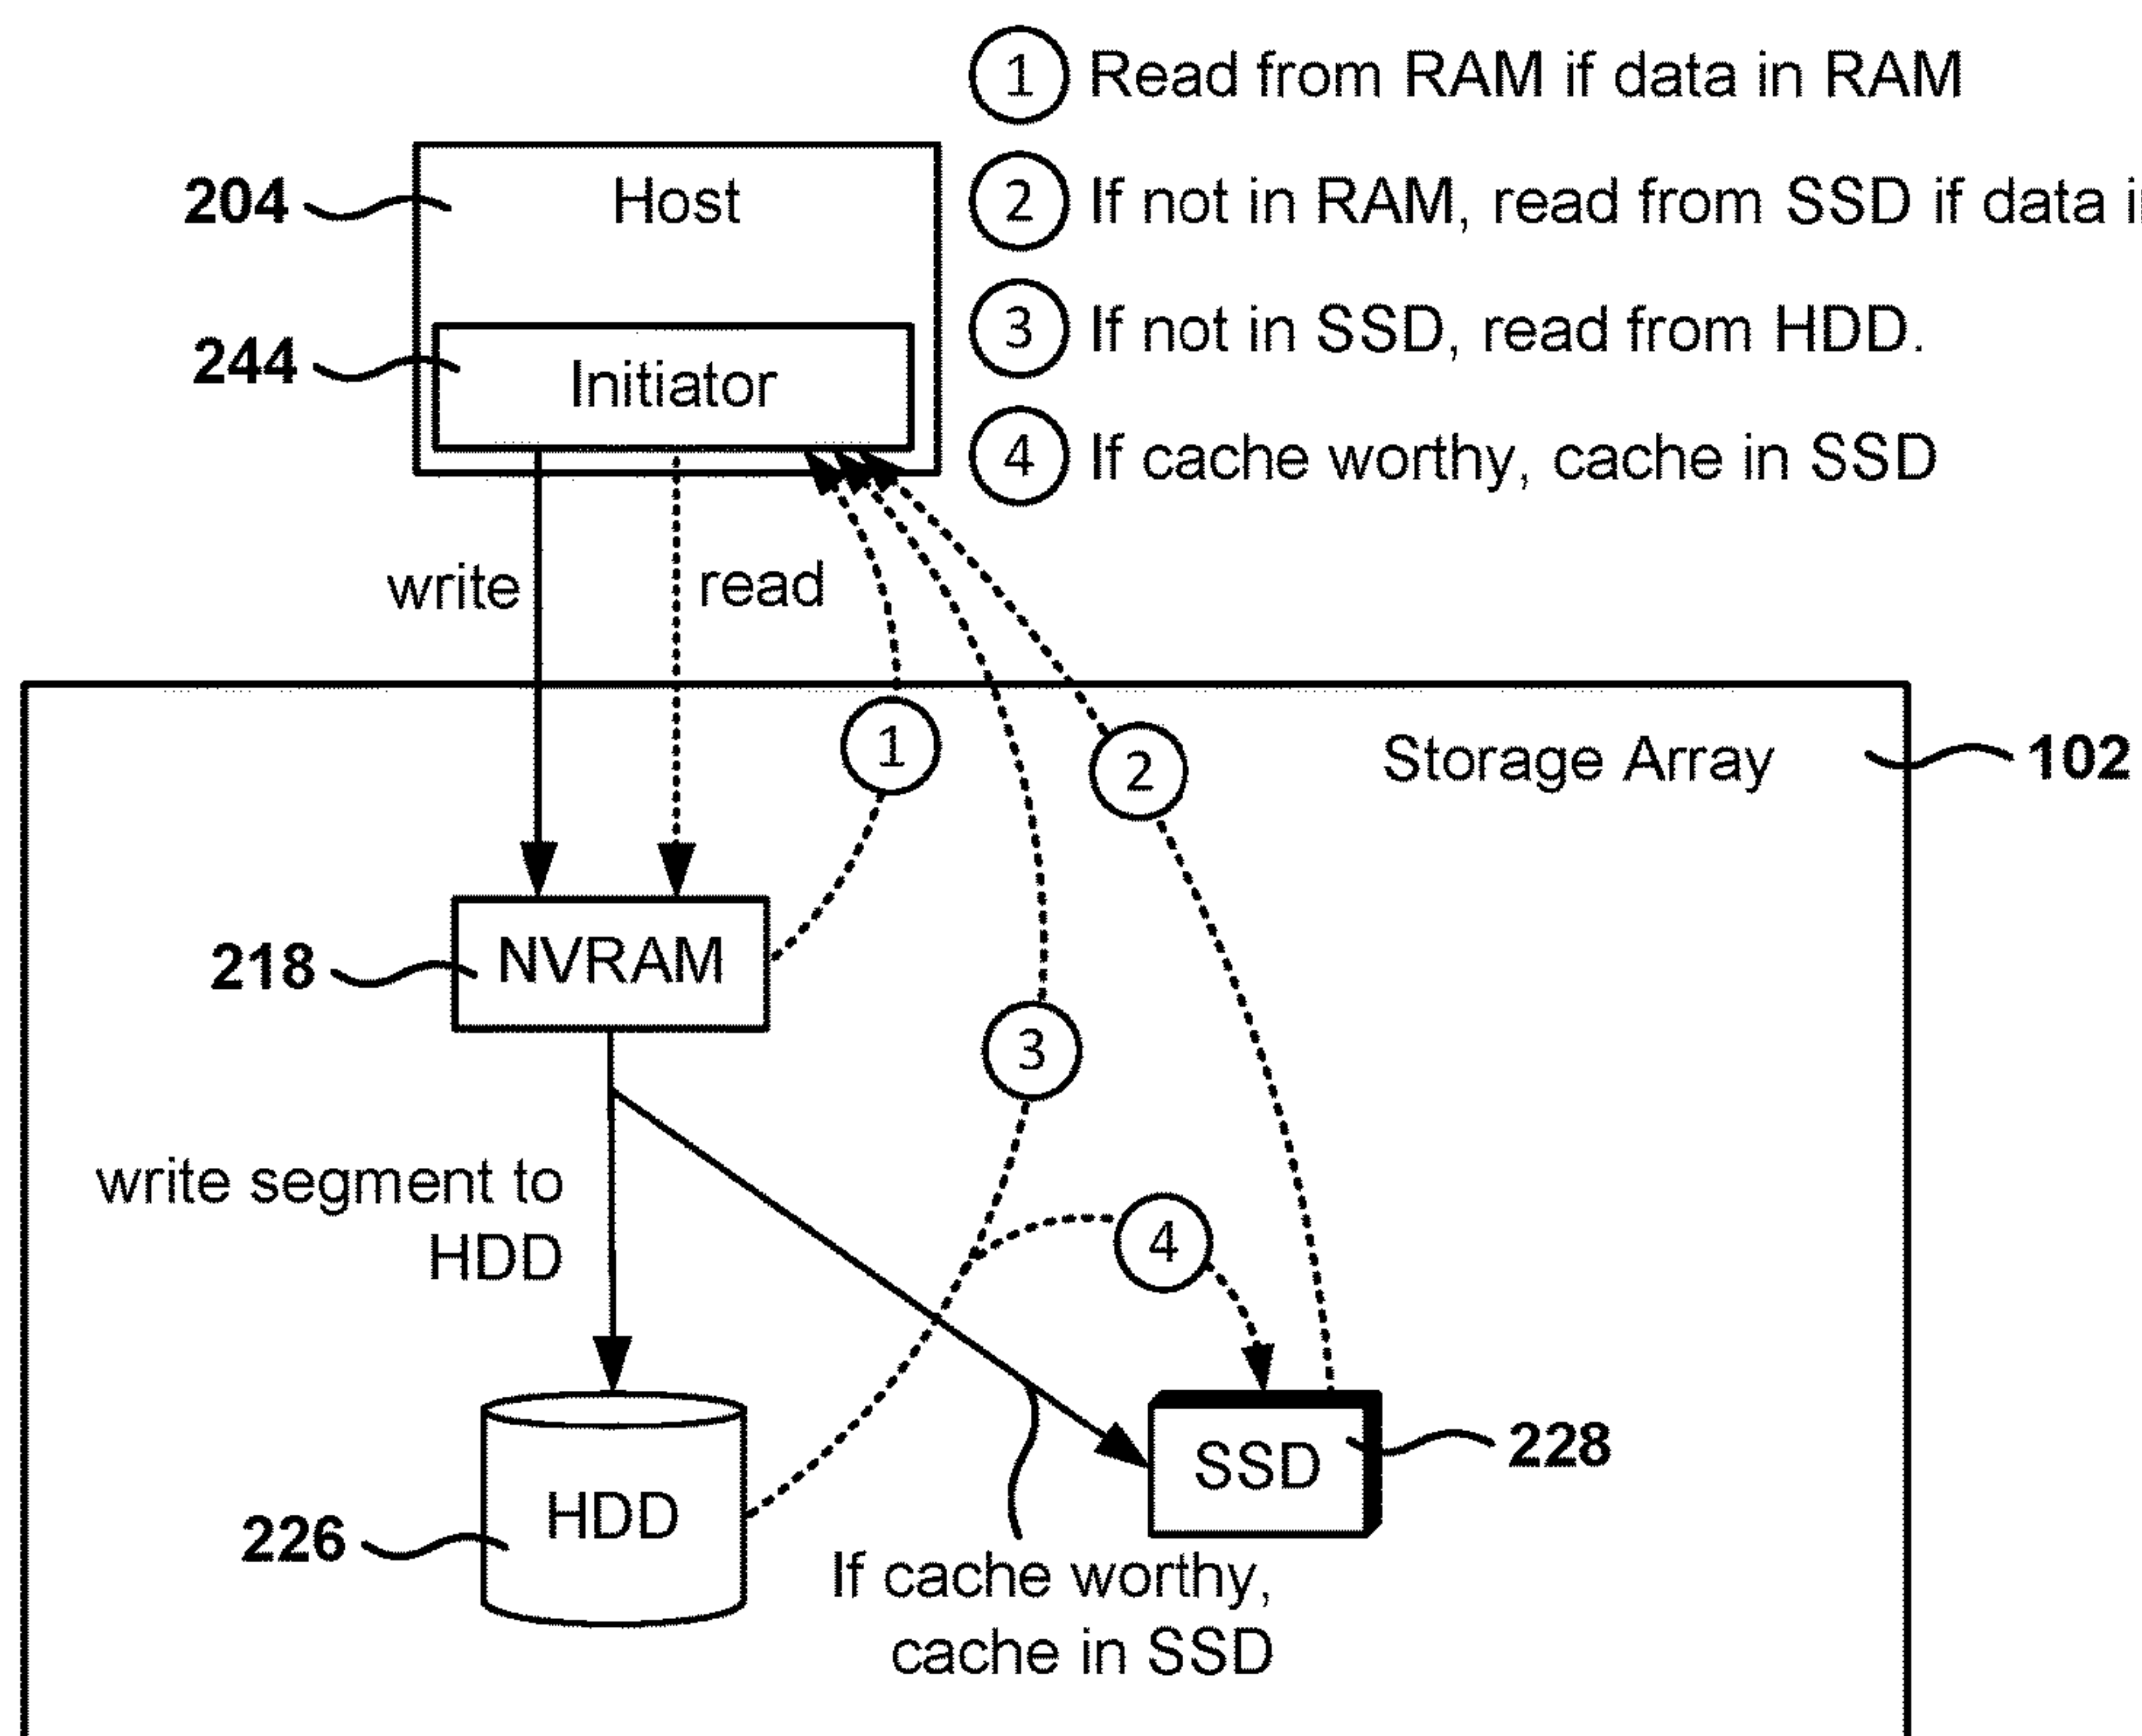 ① Read from RAM if data in RAM
204
Host
② If not in RAM, read from SSD if data
③ If not in SSD, read from HDD.
244
Initiator
④ If cache worthy, cache in SSD
write
read
①
②
Storage Array
102
218
NVRAM
③
write segment to
HDD
④
SSD
228
HDD
226
If cache worthy,
cache in SSD